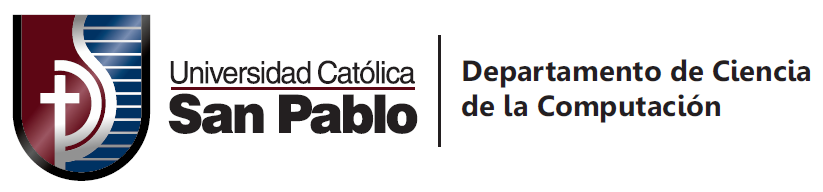 Universidad Católica
San Pablo
Departamento de Ciencia
de la Computación